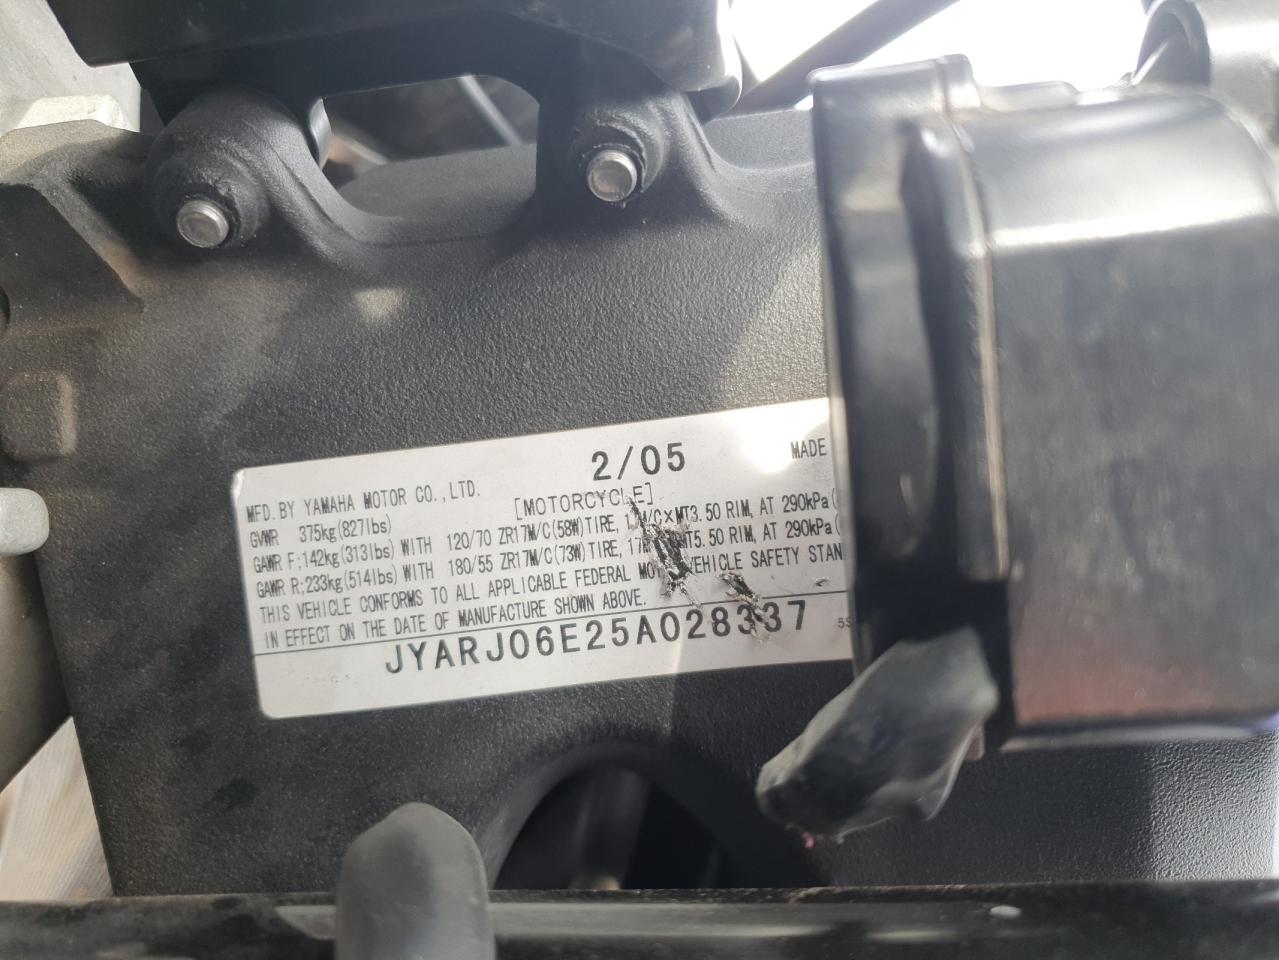 2/05 MADE
MFD. BY YAMAHA MOTOR CO.,LTD. [MOTORCYCLE]
GVWR 375kg(827lbs)
GAWR F;142kg(313lbs) WITH 120/70 ZR17M/C(58W)TIRE, 17M/C×MT3.50 RIM, AT 290kPa(
GAWR R;233kg(514lbs) WITH 180/55 ZR17M/C(73W)TIRE, MT5.50 RIM, AT 290kPa(
THIS VEHICLE CONFORMS TO ALL APPLICABLE FEDERAL MOTOR VEHICLE SAFETY STAN
IN EFFECT ON THE DATE OF MANUFACTURE SHOWN ABOVE.
JYARJ06E25A028337 5S